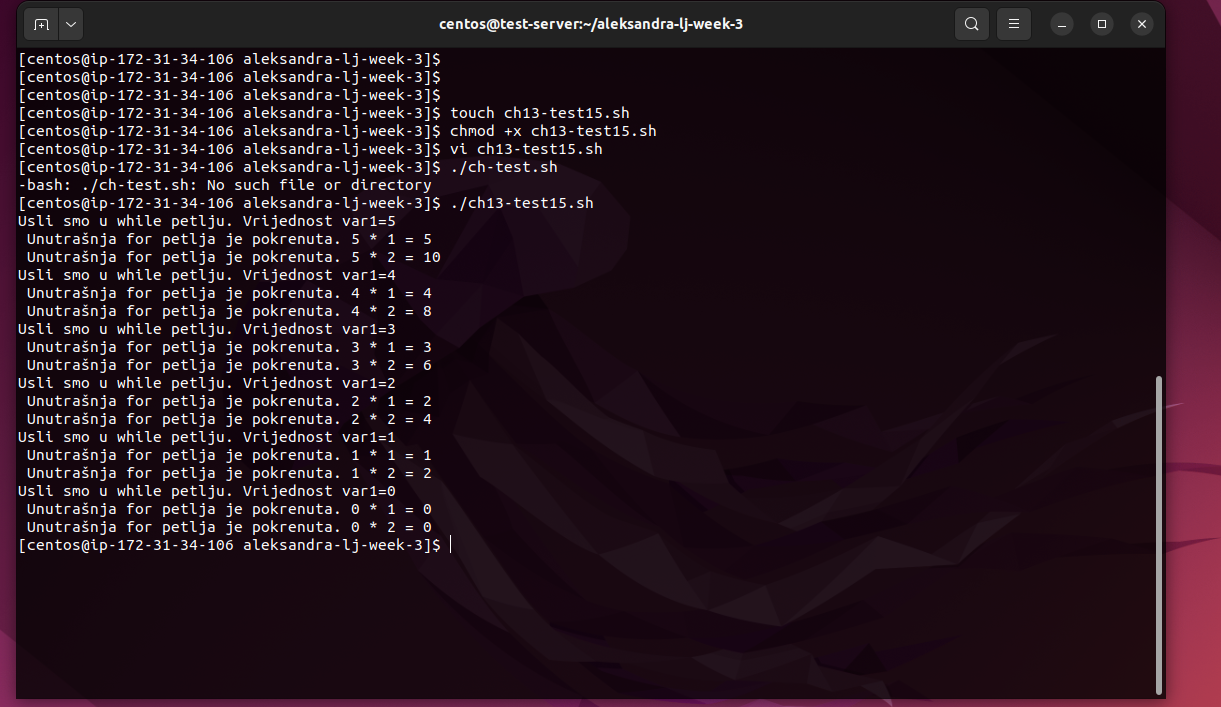 centos@test-server:~/aleksandra-lj-week-3
[centos@ip-172-31-34-106 aleksandra-lj-week-3]$
[centos@ip-172-31-34-106 aleksandra-lj-week-3]$
[centos@ip-172-31-34-106 aleksandra-lj-week-3]$
[centos@ip-172-31-34-106 aleksandra-lj-week-3]$ touch ch13-test15.sh
[centos@ip-172-31-34-106 aleksandra-lj-week-3]$ chmod +x ch13-test15.sh
[centos@ip-172-31-34-106 aleksandra-lj-week-3]$ vi ch13-test15.sh
[centos@ip-172-31-34-106 aleksandra-lj-week-3]$ ./ch-test.sh
-bash: ./ch-test.sh: No such file or directory
[centos@ip-172-31-34-106 aleksandra-lj-week-3]$ ./ch13-test15.sh
Usli smo u while petlju. Vrijednost var1=5
 Unutrašnja for petlja je pokrenuta. 5 * 1 = 5
 Unutrašnja for petlja je pokrenuta. 5 * 2 = 10
Usli smo u while petlju. Vrijednost var1=4
 Unutrašnja for petlja je pokrenuta. 4 * 1 = 4
 Unutrašnja for petlja je pokrenuta. 4 * 2 = 8
Usli smo u while petlju. Vrijednost var1=3
 Unutrašnja for petlja je pokrenuta. 3 * 1 = 3
 Unutrašnja for petlja je pokrenuta. 3 * 2 = 6
Usli smo u while petlju. Vrijednost var1=2
 Unutrašnja for petlja je pokrenuta. 2 * 1 = 2
 Unutrašnja for petlja je pokrenuta. 2 * 2 = 4
Usli smo u while petlju. Vrijednost var1=1
 Unutrašnja for petlja je pokrenuta. 1 * 1 = 1
 Unutrašnja for petlja je pokrenuta. 1 * 2 = 2
Usli smo u while petlju. Vrijednost var1=0
 Unutrašnja for petlja je pokrenuta. 0 * 1 = 0
 Unutrašnja for petlja je pokrenuta. 0 * 2 = 0
[centos@ip-172-31-34-106 aleksandra-lj-week-3]$